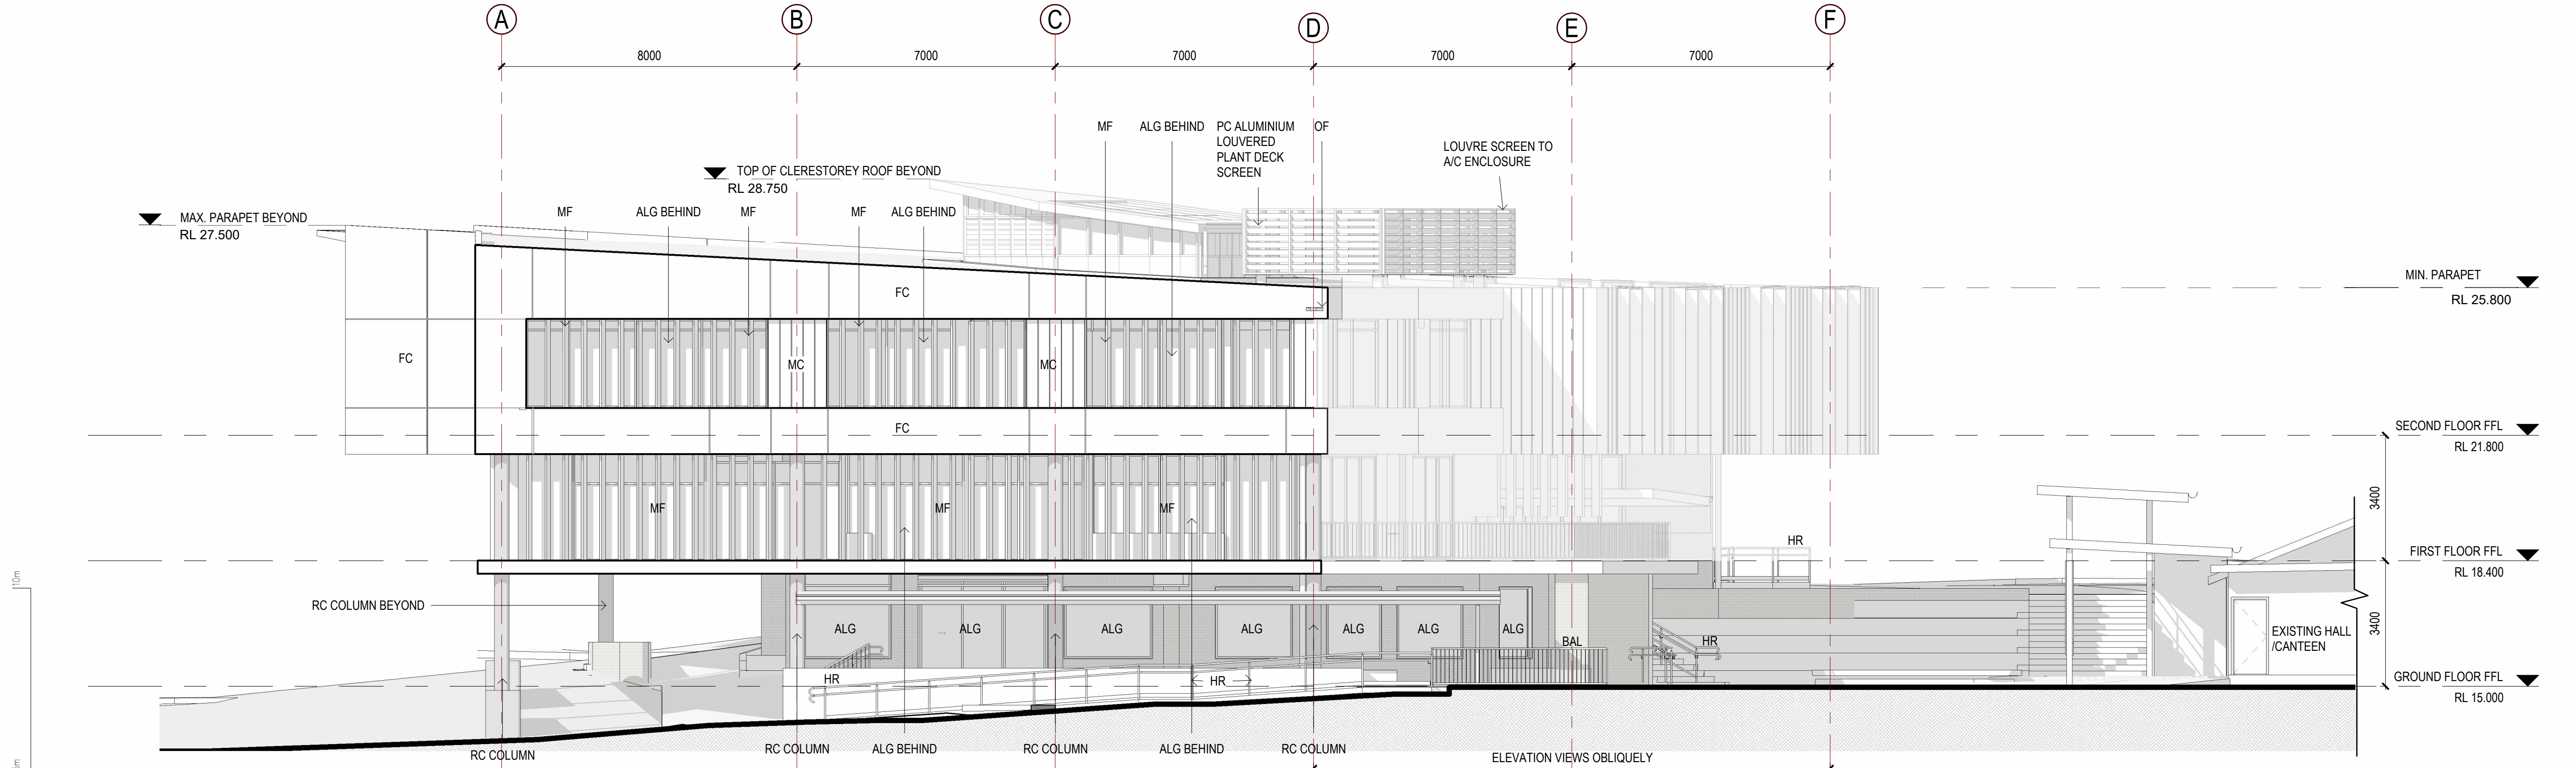 A
B
C
D
E
F
8000
7000
7000
7000
7000
MF
ALG BEHIND
PC ALUMINIUM
LOUVERED
PLANT DECK
SCREEN
OF
LOUVRE SCREEN TO
A/C ENCLOSURE
TOP OF CLERESTOREY ROOF BEYOND
RL 28.750
MAX. PARAPET BEYOND
RL 27.500
MF
ALG BEHIND
MF
MF
ALG BEHIND
MIN. PARAPET
RL 25.800
FC
FC
MC
MC
FC
SECOND FLOOR FFL
RL 21.800
3400
MF
MF
MF
HR
FIRST FLOOR FFL
RL 18.400
10m
RC COLUMN BEYOND
3400
ALG
ALG
ALG
ALG
ALG
ALG
ALG
BAL
HR
EXISTING HALL
/CANTEEN
HR
HR
GROUND FLOOR FFL
RL 15.000
RC COLUMN
RC COLUMN
ALG BEHIND
RC COLUMN
ALG BEHIND
RC COLUMN
ELEVATION VIEWS OBLIQUELY